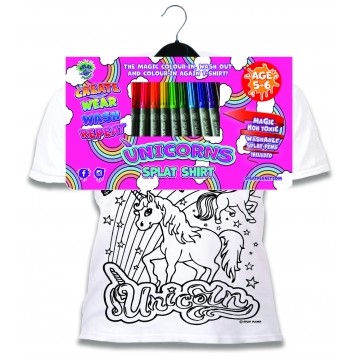 THE MAGIC COLOUR-IN, WASH OUT
AND COLOUR-IN AGAIN T-SHIRT!
CREATE
WEAR
WASH
REPEAT
AGE
5-6
MAGIC
NON TOXIC
WASHABLE
SPLAT PENS
INCLUDED
UNICORNS
SPLAT SHIRT
Unicorn